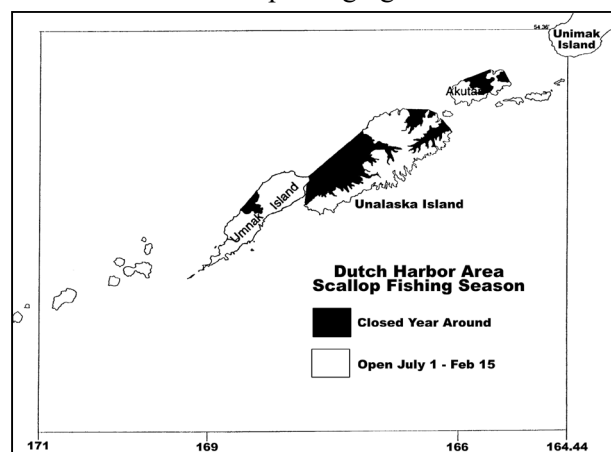 54.36'
Unimak
Island
Akutan
Umnak Island
Unalaska Island
Dutch Harbor Area
Scallop Fishing Season
Closed Year Around
Open July 1 - Feb 15
171
169
166
164.44